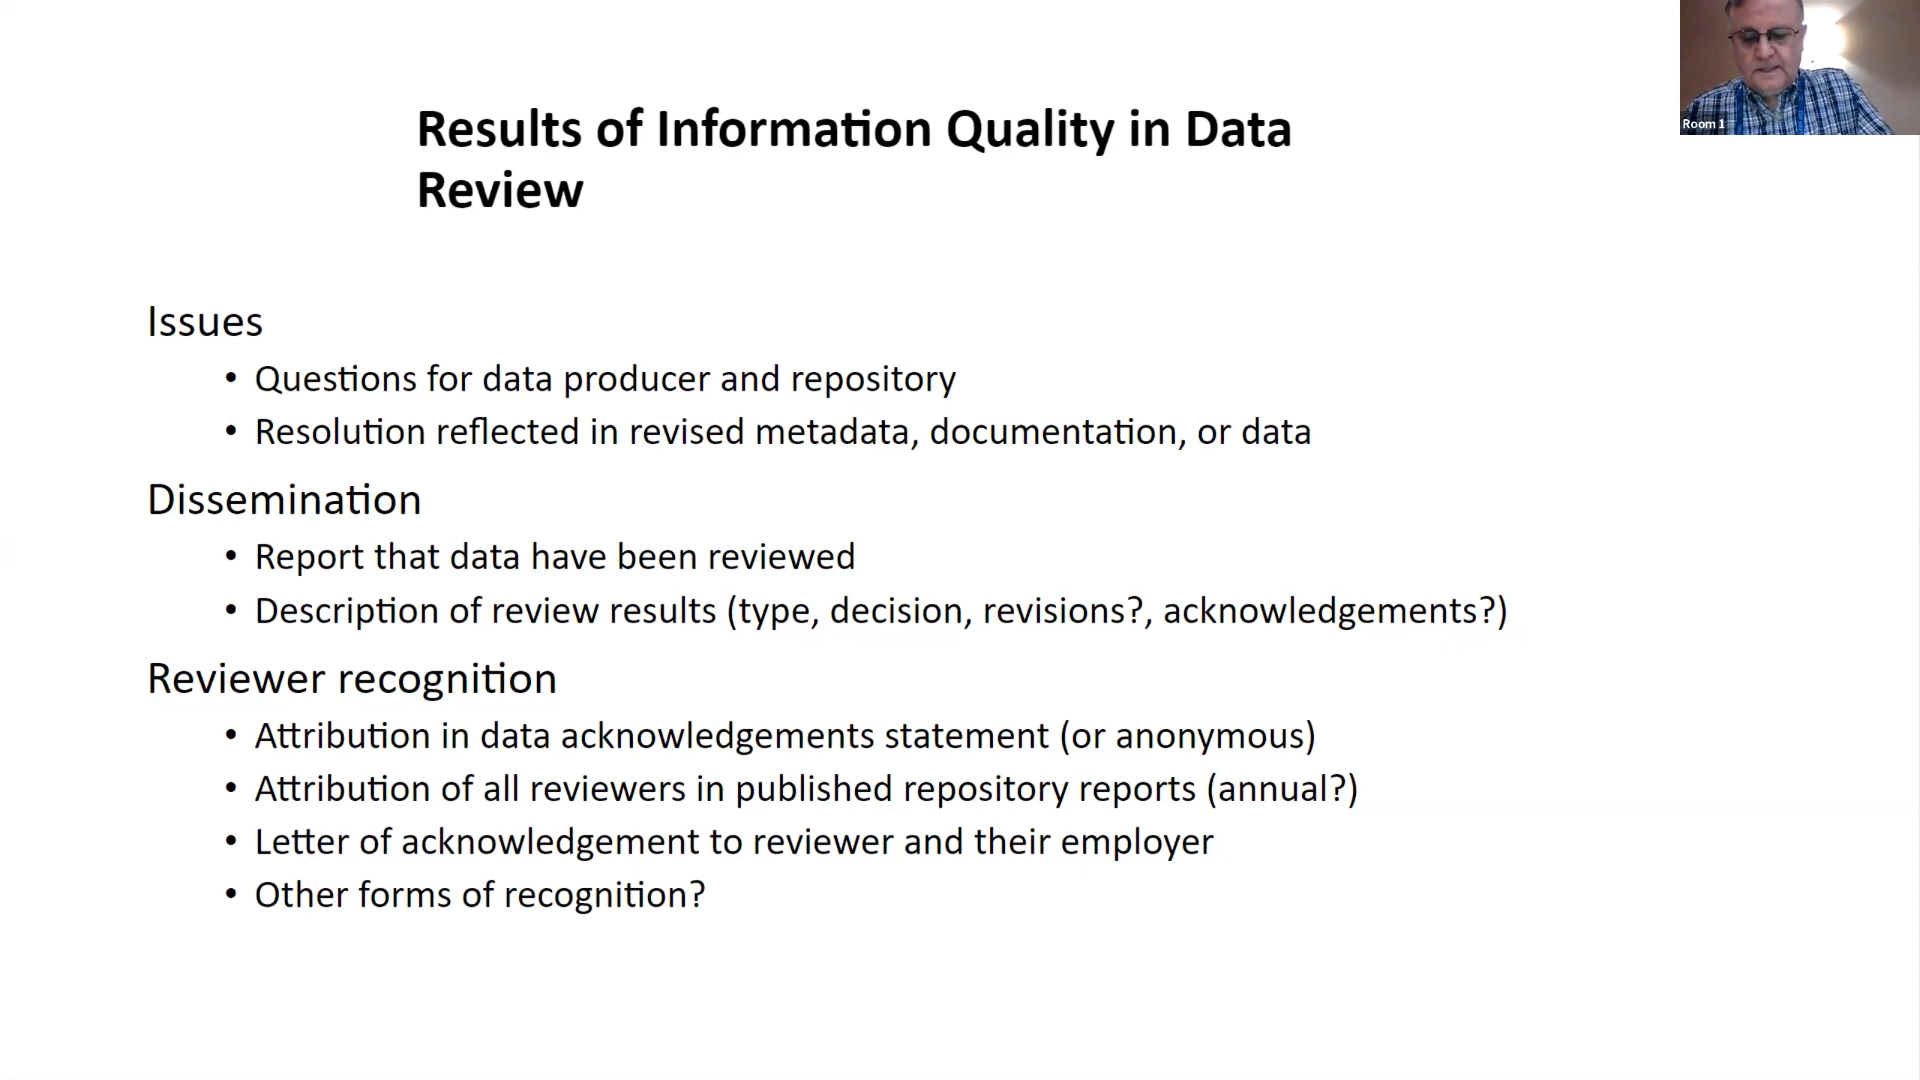 Results of Information Quality in Data
Review
Room 1
Issues
• Questions for data producer and repository
• Resolution reflected in revised metadata, documentation, or data
Dissemination
• Report that data have been reviewed
• Description of review results (type, decision, revisions?, acknowledgements?)
Reviewer recognition
• Attribution in data acknowledgements statement (or anonymous)
• Attribution of all reviewers in published repository reports (annual?)
• Letter of acknowledgement to reviewer and their employer
• Other forms of recognition?